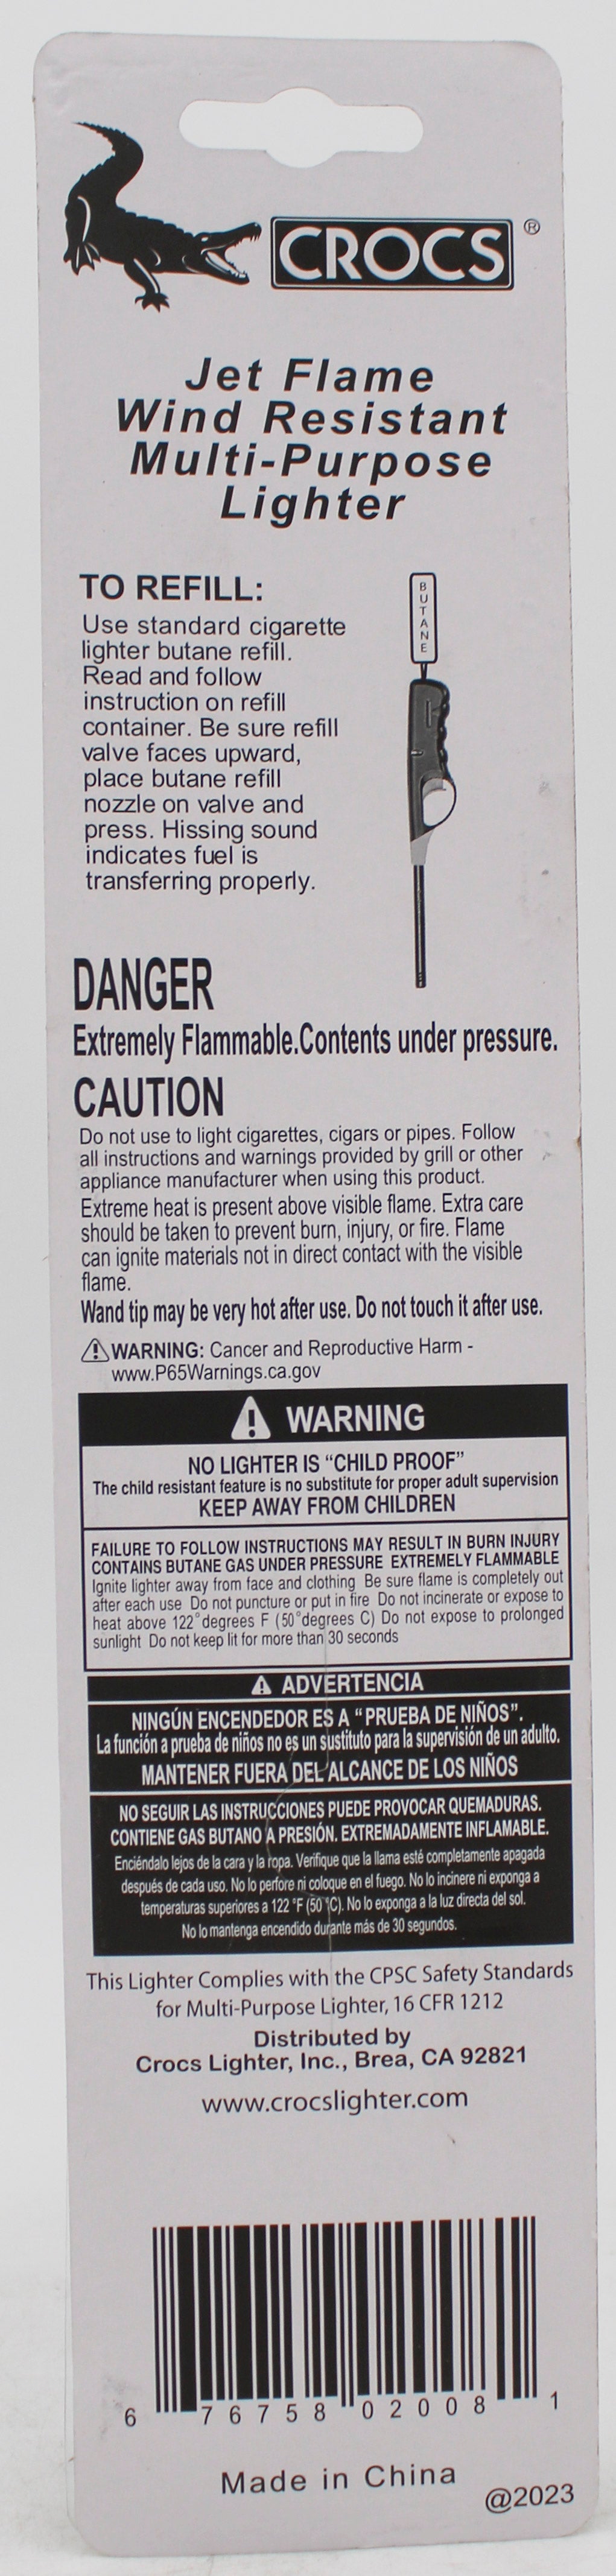 CROCS®
Jet Flame
Wind Resistant
Multi-Purpose
Lighter
TO REFILL:
Use standard cigarette
lighter butane refill.
Read and follow
instruction on refill
container. Be sure refill
valve faces upward,
place butane refill
nozzle on valve and
press. Hissing sound
indicates fuel is
transferring properly.
BUTANE
DANGER
Extremely Flammable.Contents under pressure.
CAUTION
Do not use to light cigarettes, cigars or pipes. Follow
all instructions and warnings provided by grill or other
appliance manufacturer when using this product.
Extreme heat is present above visible flame. Extra care
should be taken to prevent burn, injury, or fire. Flame
can ignite materials not in direct contact with the visible
flame.
Wand tip may be very hot after use. Do not touch it after use.
⚠WARNING: Cancer and Reproductive Harm -
www.P65Warnings.ca.gov
⚠ WARNING
NO LIGHTER IS “CHILD PROOF”
The child resistant feature is no substitute for proper adult supervision
KEEP AWAY FROM CHILDREN
FAILURE TO FOLLOW INSTRUCTIONS MAY RESULT IN BURN INJURY
CONTAINS BUTANE GAS UNDER PRESSURE EXTREMELY FLAMMABLE
Ignite lighter away from face and clothing Be sure flame is completely out
after each use Do not puncture or put in fire Do not incinerate or expose to
heat above 122°degrees F (50°degrees C) Do not expose to prolonged
sunlight Do not keep lit for more than 30 seconds
⚠ ADVERTENCIA
NINGÚN ENCENDEDOR ES A “ PRUEBA DE NIÑOS”.
La función a prueba de niños no es un sustituto para la supervisión de un adulto.
MANTENER FUERA DEL ALCANCE DE LOS NIÑOS
NO SEGUIR LAS INSTRUCCIONES PUEDE PROVOCAR QUEMADURAS.
CONTIENE GAS BUTANO A PRESIÓN. EXTREMADAMENTE INFLAMABLE.
Enciéndalo lejos de la cara y la ropa. Verifique que la llama esté completamente apagada
después de cada uso. No lo perfore ni coloque en el fuego. No lo incinere ni exponga a
temperaturas superiores a 122 °F (50 °C). No lo exponga a la luz directa del sol.
No lo mantenga encendido durante más de 30 segundos.
This Lighter Complies with the CPSC Safety Standards
for Multi-Purpose Lighter, 16 CFR 1212
Distributed by
Crocs Lighter, Inc., Brea, CA 92821
www.crocslighter.com
6 76758 02008 1
Made in China
@2023